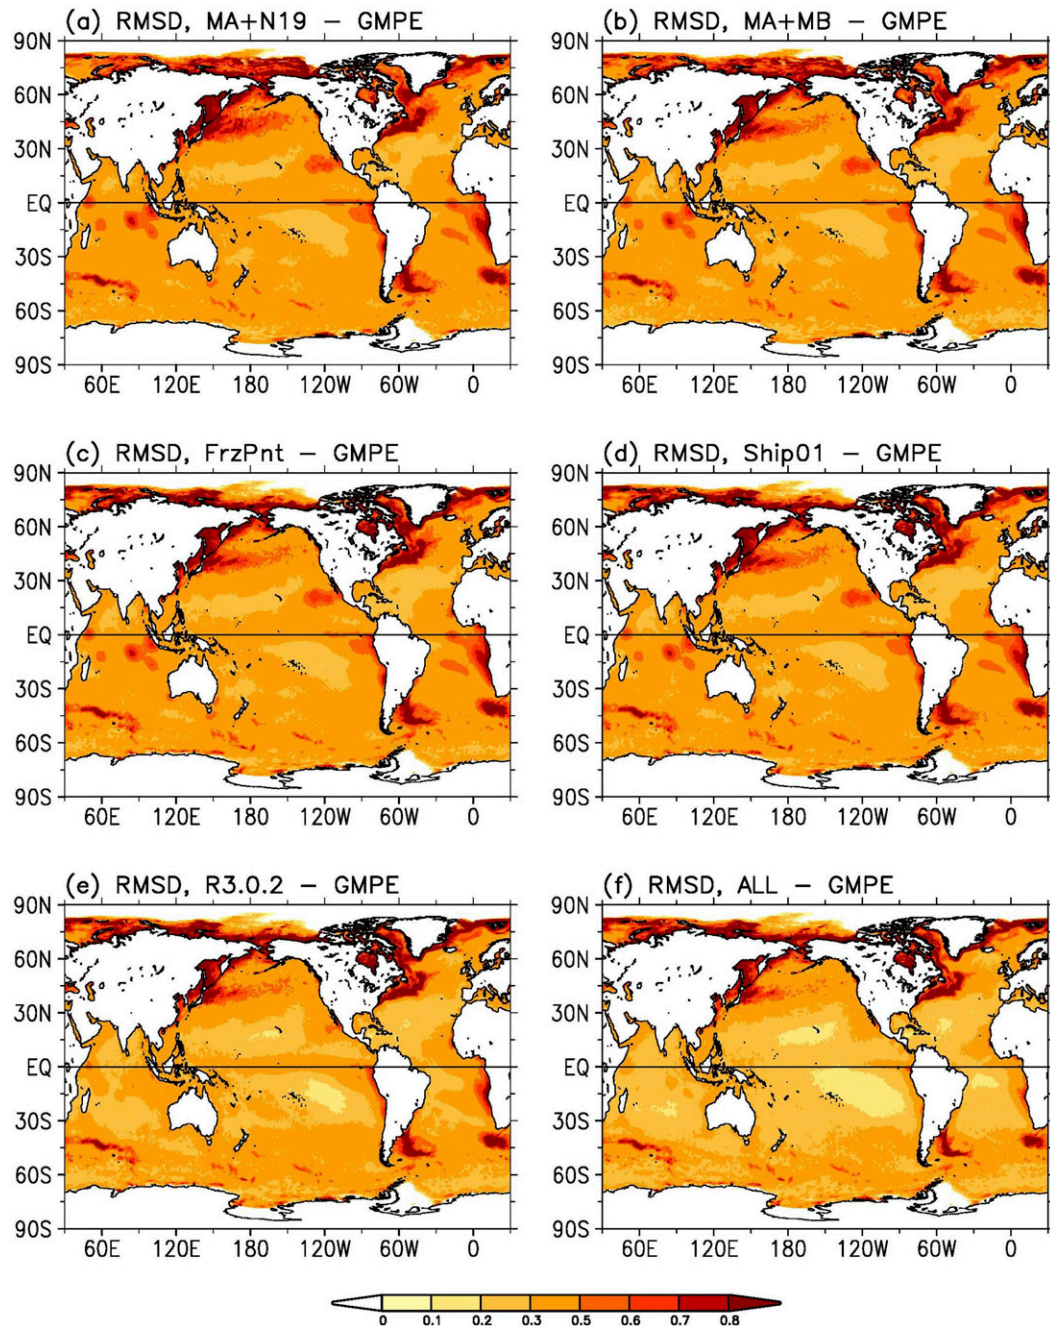 (a) RMSD, MA+N19 – GMPE
90N
60N
30N
EQ
30S
60S
90S
60E 120E 180 120W 60W 0
(b) RMSD, MA+MB – GMPE
90N
60N
30N
EQ
30S
60S
90S
60E 120E 180 120W 60W 0
(c) RMSD, FrzPnt – GMPE
90N
60N
30N
EQ
30S
60S
90S
60E 120E 180 120W 60W 0
(d) RMSD, Ship01 – GMPE
90N
60N
30N
EQ
30S
60S
90S
60E 120E 180 120W 60W 0
(e) RMSD, R3.0.2 – GMPE
90N
60N
30N
EQ
30S
60S
90S
60E 120E 180 120W 60W 0
(f) RMSD, ALL – GMPE
90N
60N
30N
EQ
30S
60S
90S
60E 120E 180 120W 60W 0
0 0.1 0.2 0.3 0.5 0.6 0.7 0.8